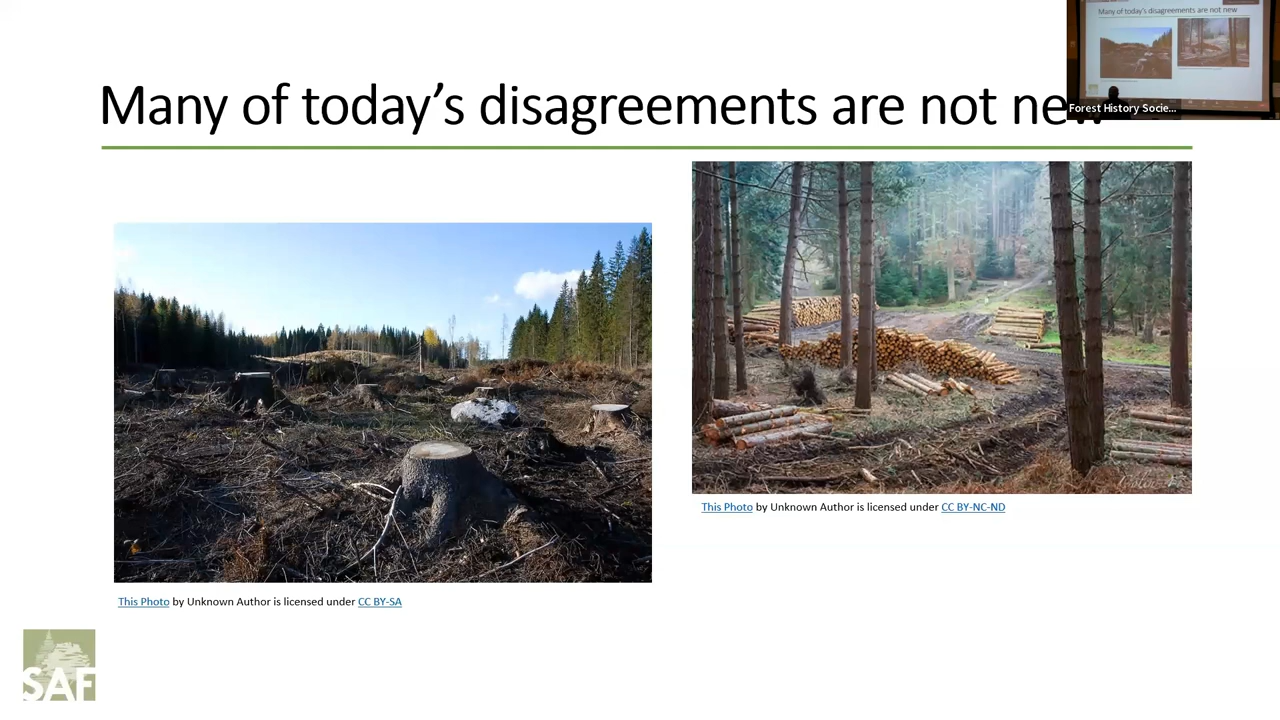 Many of today's disagreements are not new
Many of today's disagreements are not new
Forest History Socie...
This Photo by Unknown Author is licensed under CC BY-NC-ND
This Photo by Unknown Author is licensed under CC BY-SA
SAF